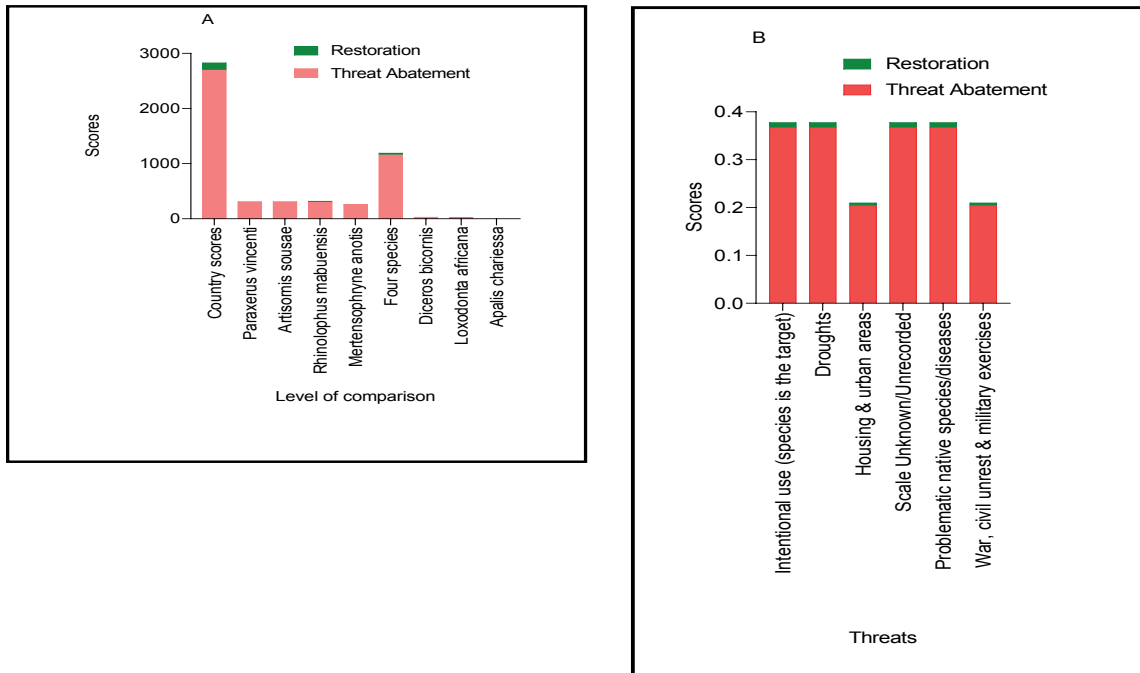 A
Restoration
Threat Abatement
3000
2000
1000
0
Scores
Country scores
Paraxerus vincenti
Artisornis sousae
Rhinolophus mabuensis
Mertensophryne anotis
Four species
Diceros bicornis
Loxodonta africana
Apalis chariessa
Level of comparison
B
Restoration
Threat Abatement
0.4
0.3
0.2
0.1
0.0
Scores
Intentional use (species is the target)
Droughts
Housing & urban areas
Scale Unknown/Unrecorded
Problematic native species/diseases
War, civil unrest & military exercises
Threats